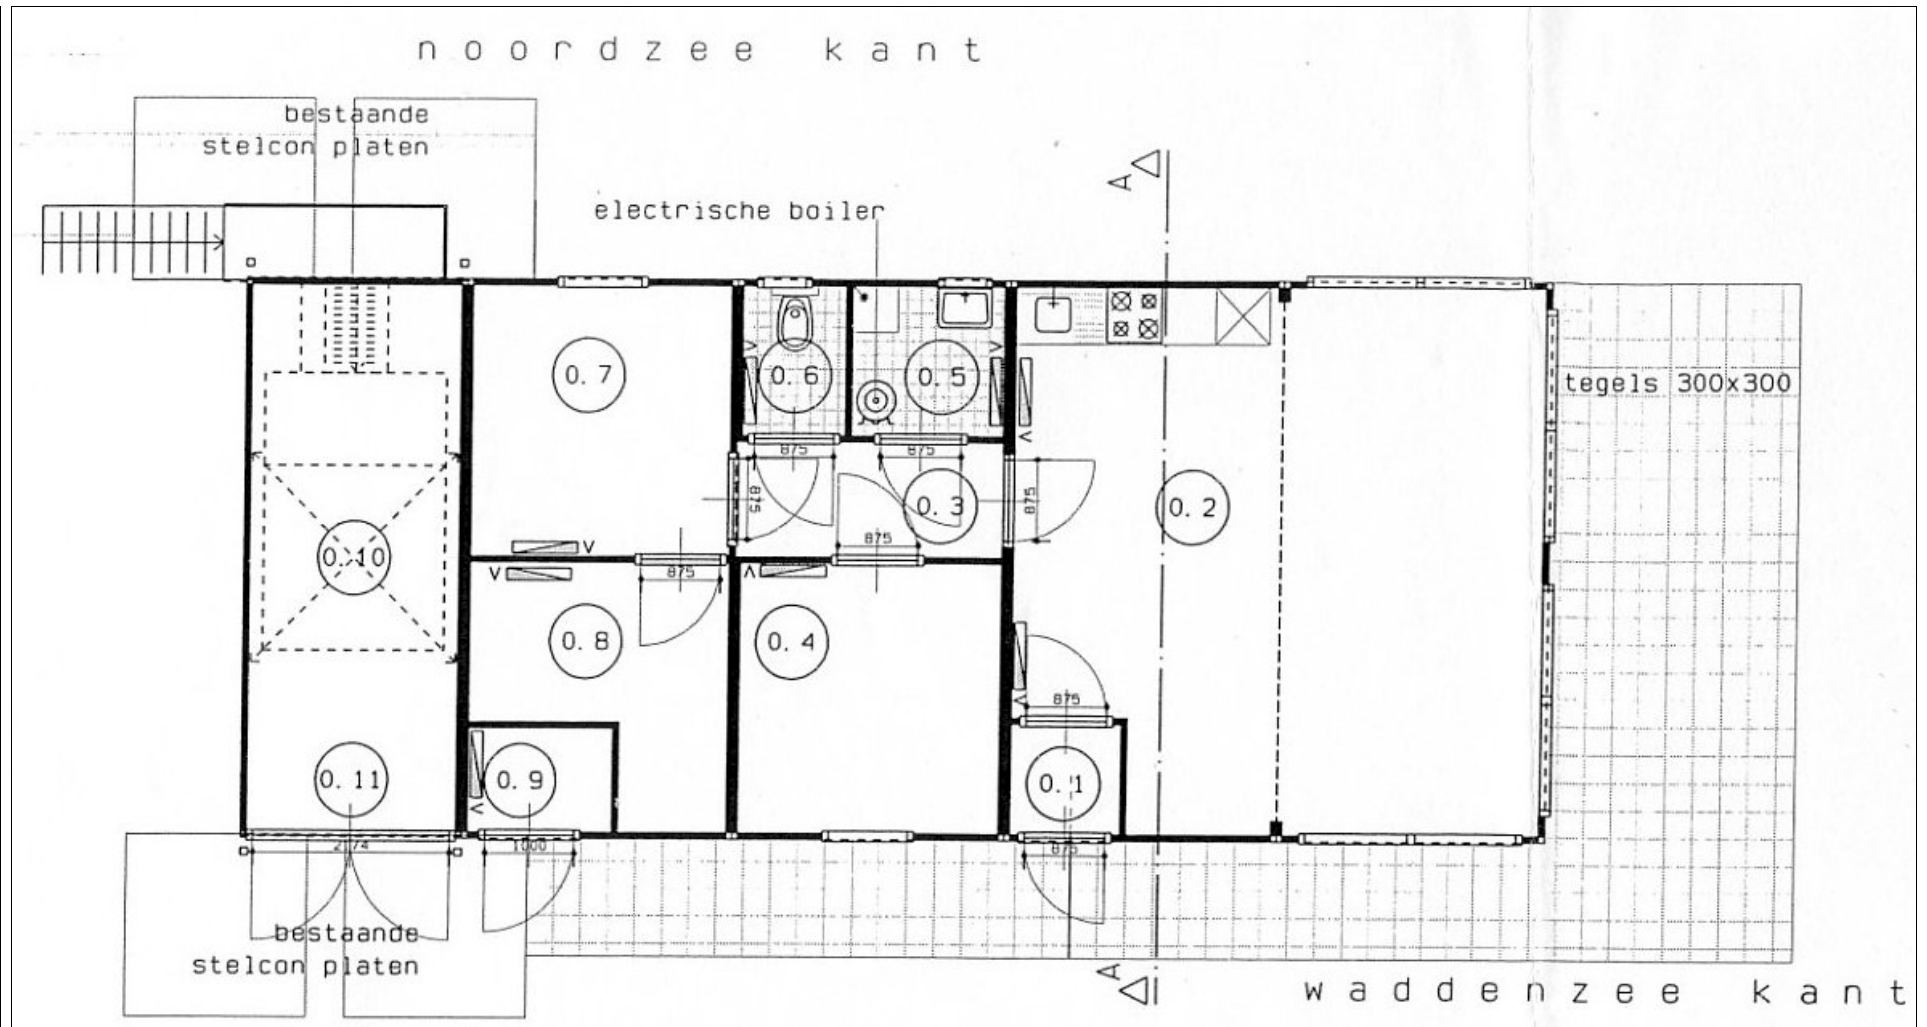 noordzee kant
bestaande
stelcon platen
electrische boiler
A
0.7
0.6
0.5
tegels 300x300
875
875
875
0.3
875
0.2
875
0.10
875
0.8
0.4
875
0.11
0.9
0.1
2174
1000
875
bestaande
stelcon platen
A
waddenzee kant